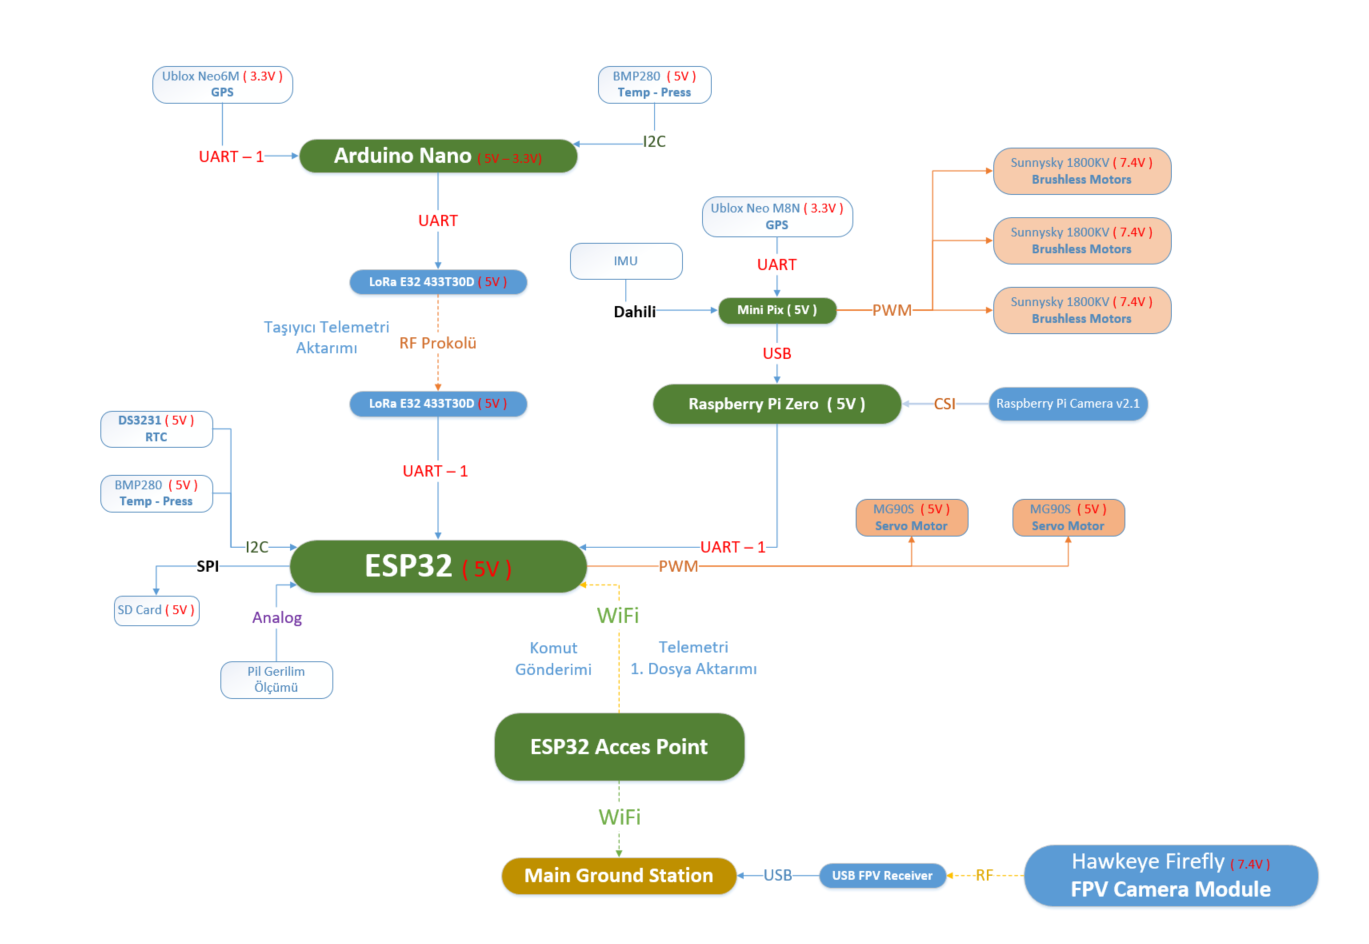 Ublox Neo6M ( 3.3V )
GPS
BMP280 ( 5V )
Temp - Press
UART – 1
Arduino Nano ( 5V – 3.3V)
I2C
Sunnysky 1800KV ( 7.4V )
Brushless Motors
UART
Ublox Neo M8N ( 3.3V )
GPS
Sunnysky 1800KV ( 7.4V )
Brushless Motors
IMU
UART
LoRa E32 433T30D ( 5V )
Dahili
Mini Pix ( 5V )
PWM
Sunnysky 1800KV ( 7.4V )
Brushless Motors
Taşıyıcı Telemetri
Aktarımı
RF Prokolü
USB
LoRa E32 433T30D ( 5V )
Raspberry Pi Zero ( 5V )
CSI
Raspberry Pi Camera v2.1
DS3231 ( 5V )
RTC
UART – 1
BMP280 ( 5V )
Temp - Press
MG90S ( 5V )
Servo Motor
MG90S ( 5V )
Servo Motor
I2C
UART – 1
SPI
ESP32 ( 5V )
PWM
SD Card ( 5V )
Analog
WiFi
Komut
Gönderimi
Telemetri
1. Dosya Aktarımı
Pil Gerilim
Ölçümü
ESP32 Acces Point
WiFi
Main Ground Station
USB
USB FPV Receiver
RF
Hawkeye Firefly ( 7.4V )
FPV Camera Module